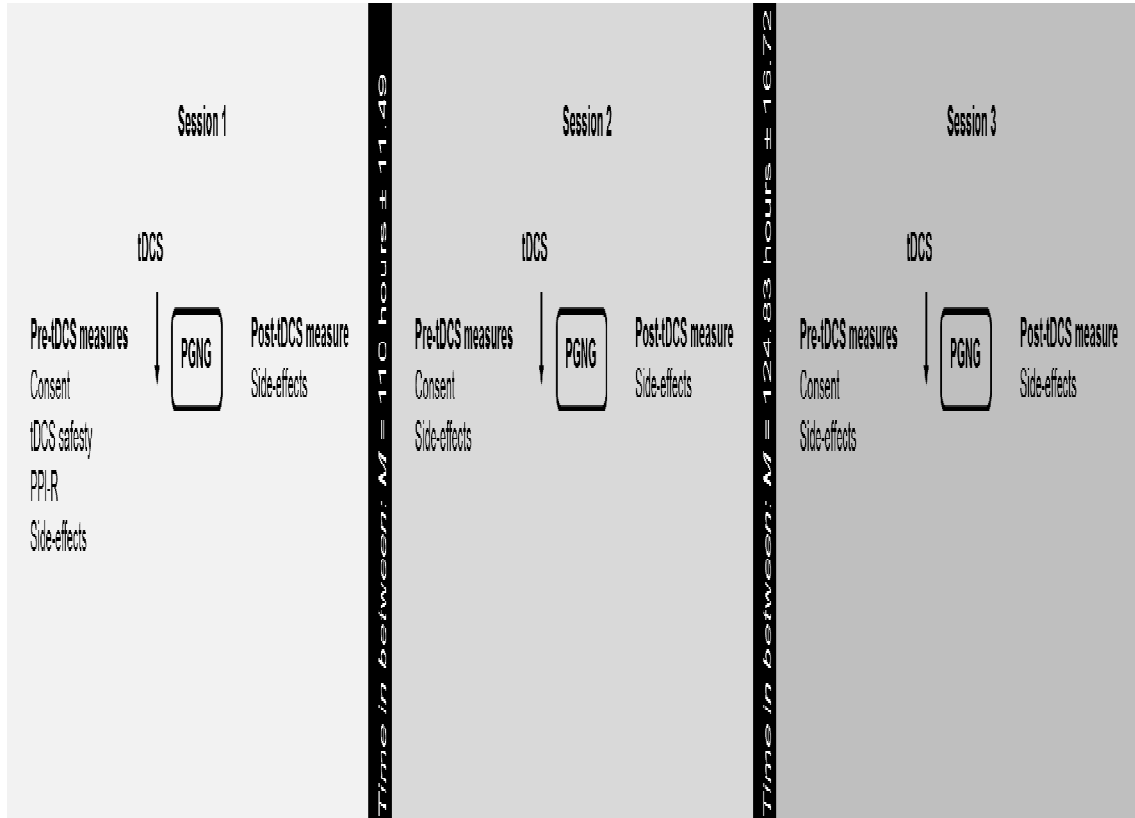 Session 1
tDCS
Pre-tDCS measures
Consent
tDCS safesty
PPI-R
Side-effects
PGNG
Post-tDCS measure
Side-effects
Time in between: M = 110 hours ± 11.49
Session 2
tDCS
Pre-tDCS measures
Consent
Side-effects
PGNG
Post-tDCS measure
Side-effects
Time in between: M = 124.83 hours ± 16.72
Session 3
tDCS
Pre-tDCS measures
Consent
Side-effects
PGNG
Post-tDCS measure
Side-effects